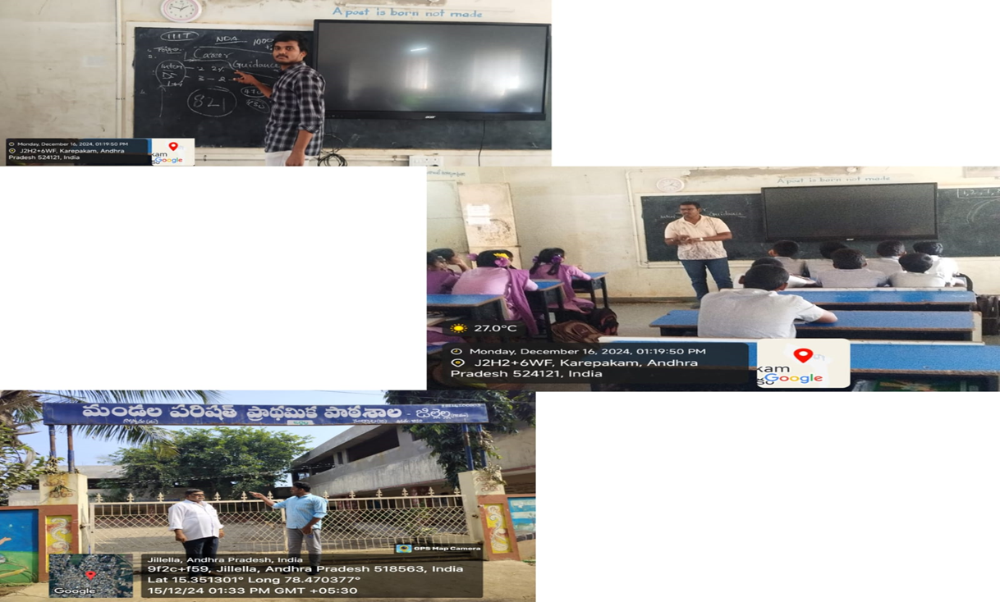 A poet is born not made
IIIT NDA 1000
Career
Guidance
Inter
821
Monday, December 16, 2024, 01:19:50 PM
J2H2+6WF, Karepakam, Andhra
Pradesh 524121, India
kam
Google
A poet is born not made
Guidance
27.0°C
Monday, December 16, 2024, 01:19:50 PM
J2H2+6WF, Karepakam, Andhra
Pradesh 524121, India
kam
Google
మండల పరిషత్ ప్రాథమిక పాఠశాల - జిల్లెల్ల
GPS Map Camera
Jillella, Andhra Pradesh, India
9f2c+f59, Jillella, Andhra Pradesh 518563, India
Lat 15.351301° Long 78.470377°
15/12/24 01:33 PM GMT +05:30
Google